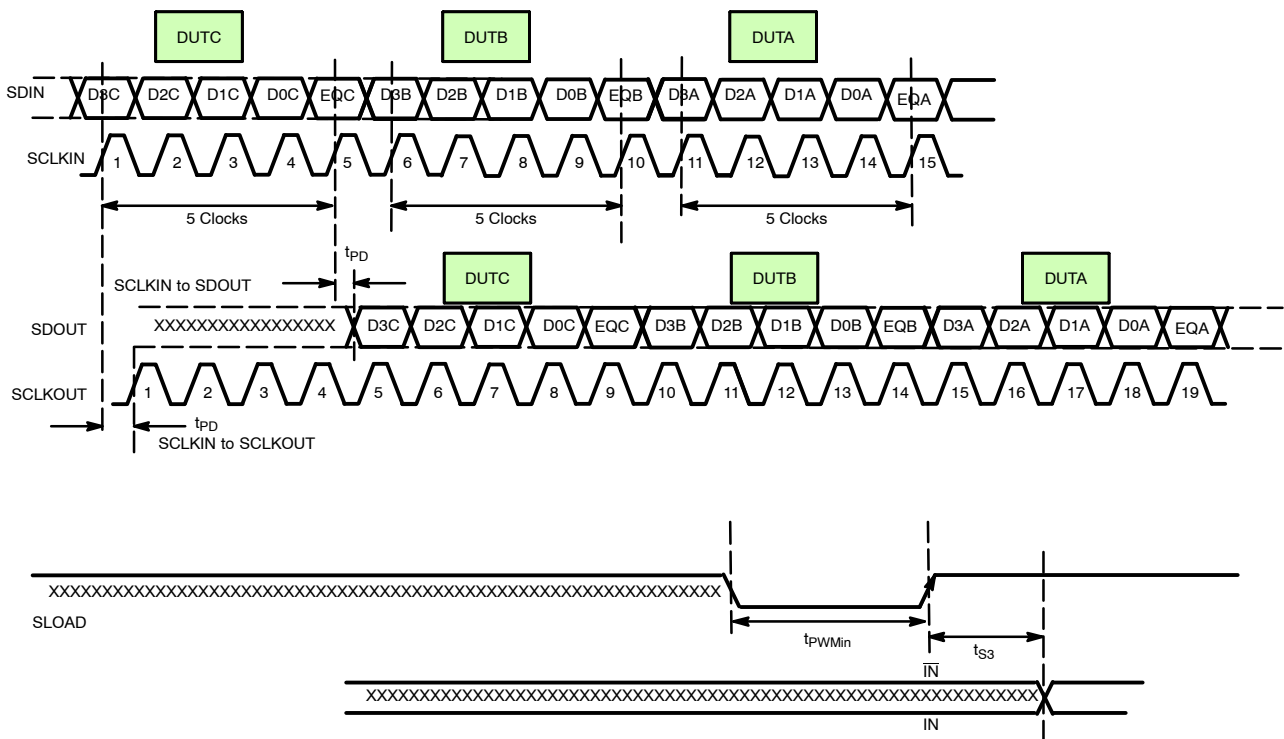 DUTC DUTB DUTA
SDIN D3C D2C D1C D0C EQC D3B D2B D1B D0B EQB D3A D2A D1A D0A EQA
SCLKIN 1 2 3 4 5 6 7 8 9 10 11 12 13 14 15
5 Clocks 5 Clocks 5 Clocks
tPD
SCLKIN to SDOUT
DUTC DUTB DUTA
SDOUT XXXXXXXXXXXXXXXX D3C D2C D1C D0C EQC D3B D2B D1B D0B EQB D3A D2A D1A D0A EQA
SCLKOUT 1 2 3 4 5 6 7 8 9 10 11 12 13 14 15 16 17 18 19
tPD
SCLKIN to SCLKOUT
XXXXXXXXXXXXXXXXXXXXXXXXXXXXXXXXXXXXXXXXXXXXXXXXXXXXXXXXXXX
SLOAD
tPWMin
tS3
IN
XXXXXXXXXXXXXXXXXXXXXXXXXXXXXXXXXXXXXXXXXXXXXXXXXXXXXXXXXXX
IN